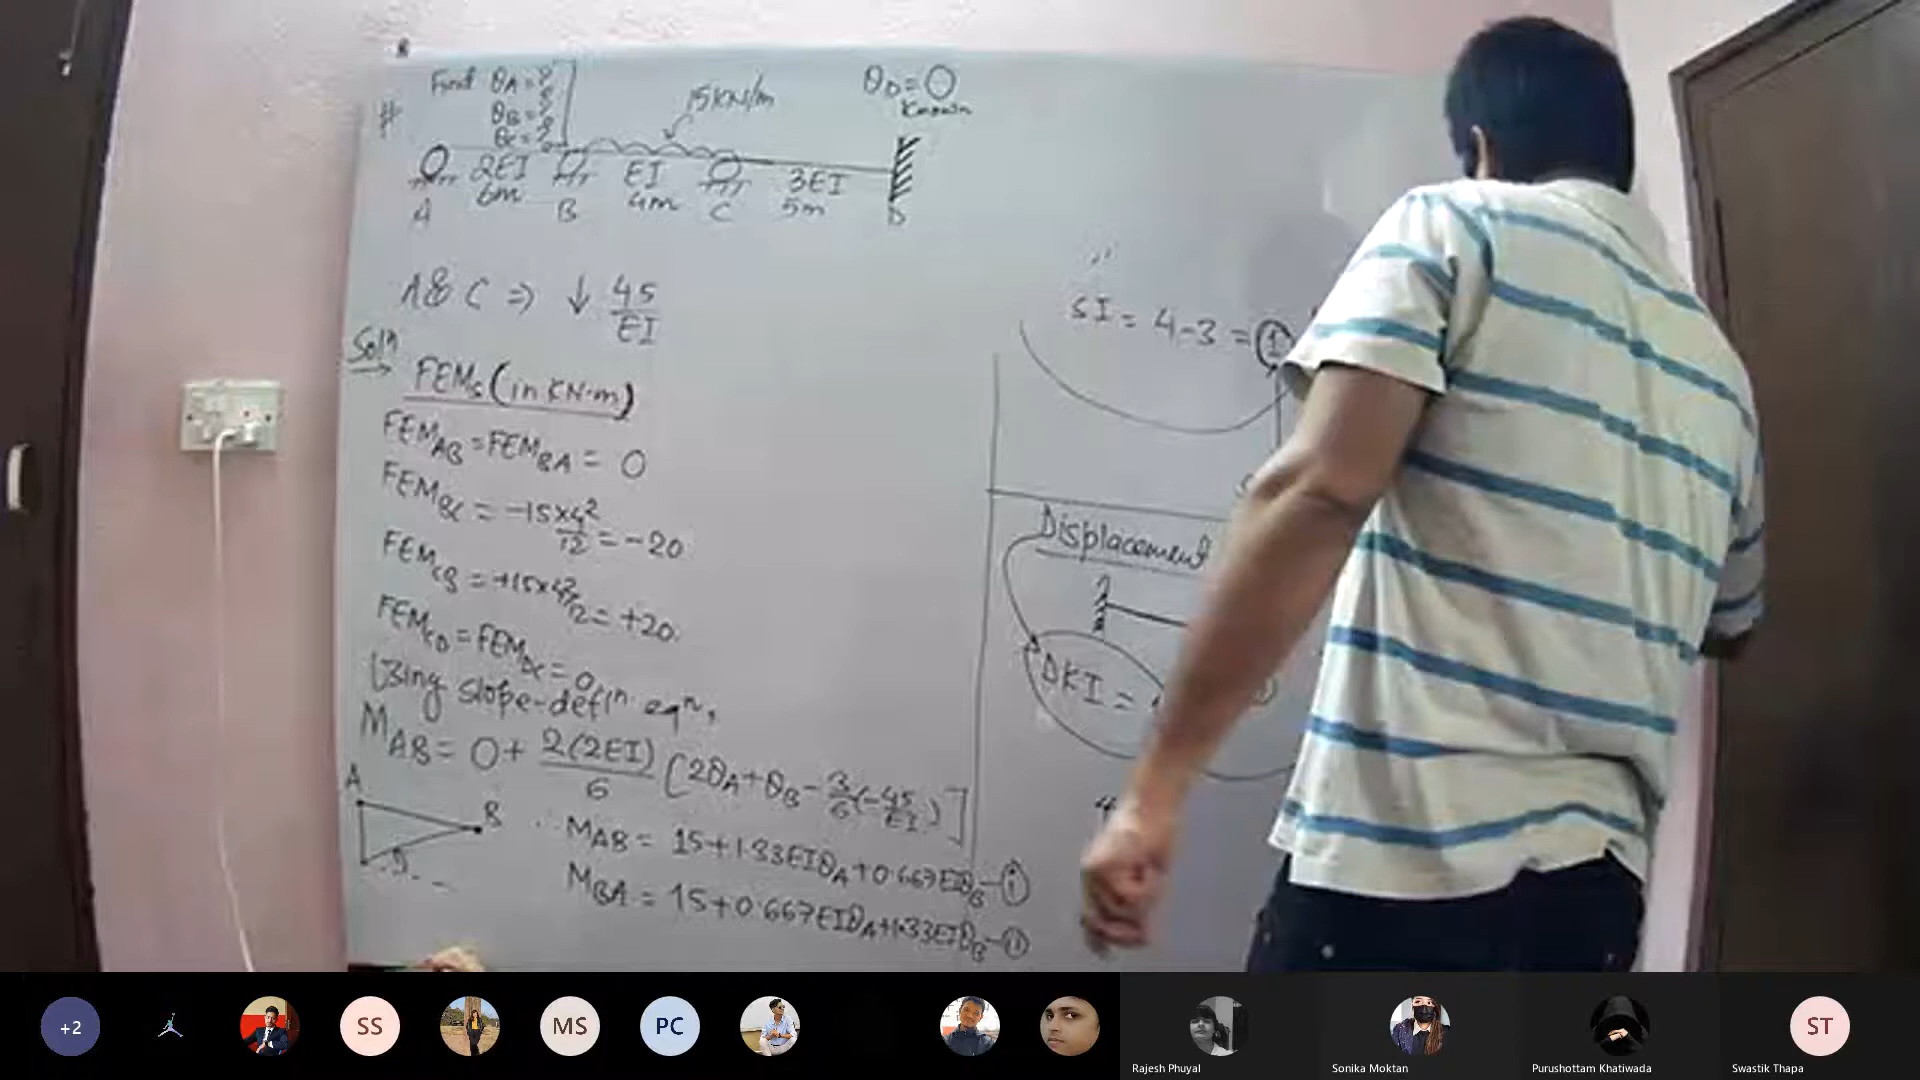 Find θA = ?
θB = ?
θC = ?
#
15KN/m
θD = 0
Known
2EI
EI
3EI
6m
4m
5m
A
B
C
D
A & C ⇒ ↓ 45/EI
Soln
FEMs (in KN·m)
FEMAB = FEMBA = 0
FEMBC = -15×4²/12 = -20
FEMCB = +15×4²/12 = +20
FEMCD = FEMDC = 0
Using slope-defln. eqn,
MAB = 0 + 2(2EI)/6 [2θA + θB - 3/6(-45/EI)]
A
B
∴ MAB = 15+1.33EIθA+0.667EIθB - (i)
MBA = 15+0.667EIθA+1.33EIθB - (ii)
SI = 4-3 = 1
Displacement
DKI =
+2
SS
MS
PC
ST
Rajesh Phuyal
Sonika Moktan
Purushottam Khatiwada
Swastik Thapa